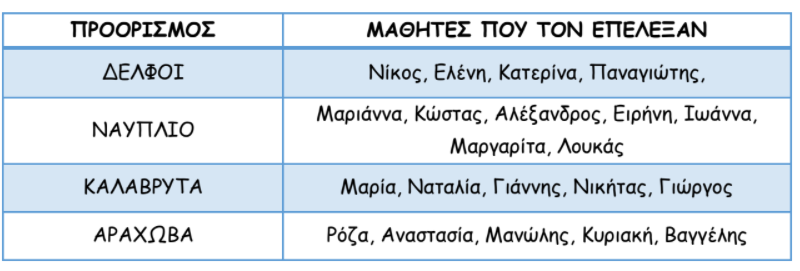 ΠΡΟΟΡΙΣΜΟΣ ΜΑΘΗΤΕΣ ΠΟΥ ΤΟΝ ΕΠΕΛΕΞΑΝ
ΔΕΛΦΟΙ Νίκος, Ελένη, Κατερίνα, Παναγιώτης,
ΝΑΥΠΛΙΟ Μαριάννα, Κώστας, Αλέξανδρος, Ειρήνη, Ιωάννα,
Μαργαρίτα, Λουκάς
ΚΑΛΑΒΡΥΤΑ Μαρία, Ναταλία, Γιάννης, Νικήτας, Γιώργος
ΑΡΑΧΩΒΑ Ρόζα, Αναστασία, Μανώλης, Κυριακή, Βαγγέλης